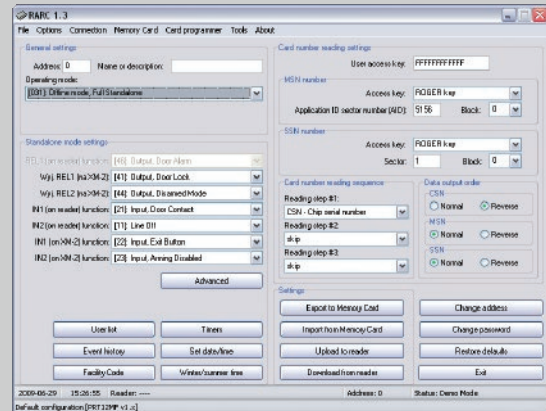 RARC 1.3
File Options Connection Memory Card Card programmer Tools About
General settings
Address: 0 Name or description:
Operating mode:
[031]: Offline mode, Full Standalone
Standalone mode settings
REL1 (on reader) function: [46]: Output, Door Alarm
Wyj. REL1 (na XM-2): [41]: Output, Door Lock
Wyj. REL2 (na XM-2): [44]: Output, Disarmed Mode
IN1 (on reader) function: [21]: Input, Door Contact
IN2 (on reader) function: [11]: Line Off
IN1 (on XM-2) function: [22]: Input, Exit Button
IN2 (on XM-2) function: [23]: Input, Arming Disabled
Advanced
User list Timers
Event history Set date/time
Facility Code Winter/summer time
Card number reading settings
User access key: FFFFFFFFFFFF
MSN number
Access key: ROGER key
Application ID sector number (AID): 5156 Block: 0
SSN number
Access key: ROGER key
Sector: 1 Block: 0
Card number reading sequence
Reading step #1:
CSN - Chip serial number
Reading step #2:
skip
Reading step #3:
skip
Data output order
CSN
Normal Reverse
MSN
Normal Reverse
SSN
Normal Reverse
Settings
Export to Memory Card Change address
Import from Memory Card Change password
Upload to reader Restore defaults
Download from reader Exit
2009-06-29 15:26:55 Reader: ---- Address: 0 Status: Demo Mode
Default configuration [PRT12MF v1.x]